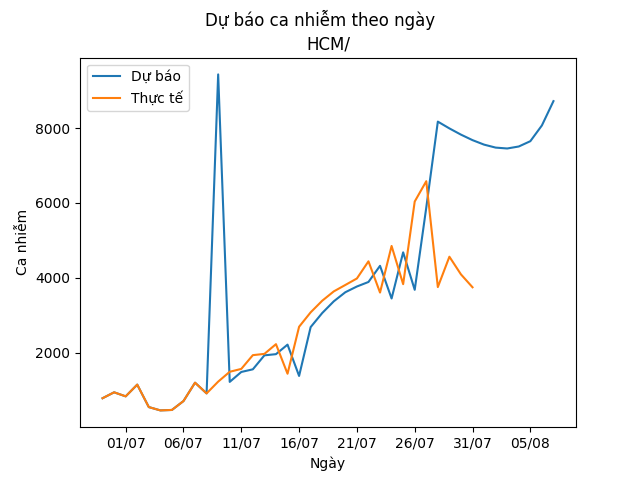 Dự báo ca nhiễm theo ngày
HCM/
Dự báo
Thực tế
8000
6000
4000
2000
Ca nhiễm
01/07 06/07 11/07 16/07 21/07 26/07 31/07 05/08
Ngày